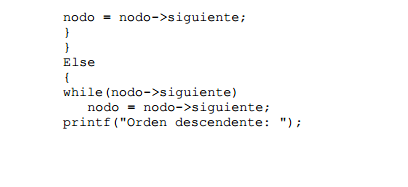 nodo = nodo->siguiente;
}
}
Else
{
while(nodo->siguiente)
nodo = nodo->siguiente;
printf("Orden descendente: ");